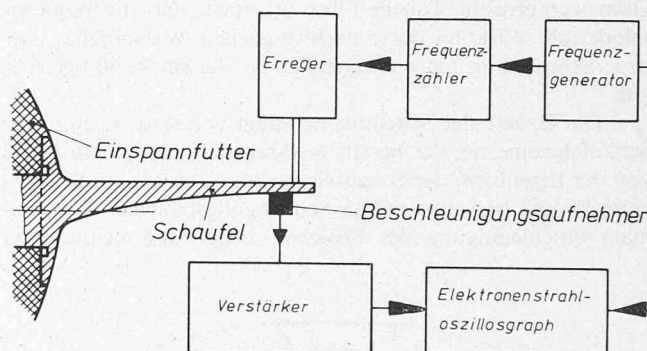 Erreger
Frequenz-
zähler
Frequenz-
generator
Einspannfutter
Schaufel
Beschleunigungsaufnehmer
Verstärker
Elektronenstrahl-
oszillosgraph